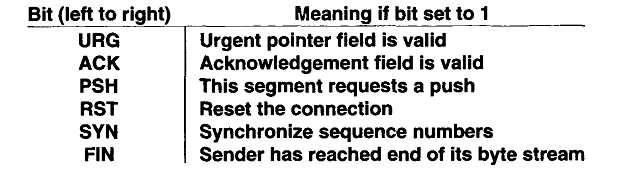 Bit (left to right) Meaning if bit set to 1
URG Urgent pointer field is valid
ACK Acknowledgement field is valid
PSH This segment requests a push
RST Reset the connection
SYN Synchronize sequence numbers
FIN Sender has reached end of its byte stream